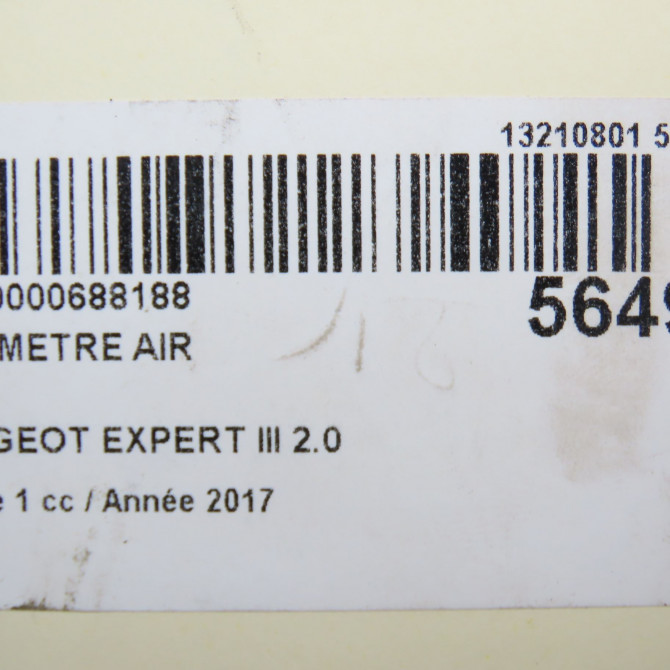 13210801 5
0000688188
5649
METRE AIR
GEOT EXPERT III 2.0
e 1 cc / Année 2017